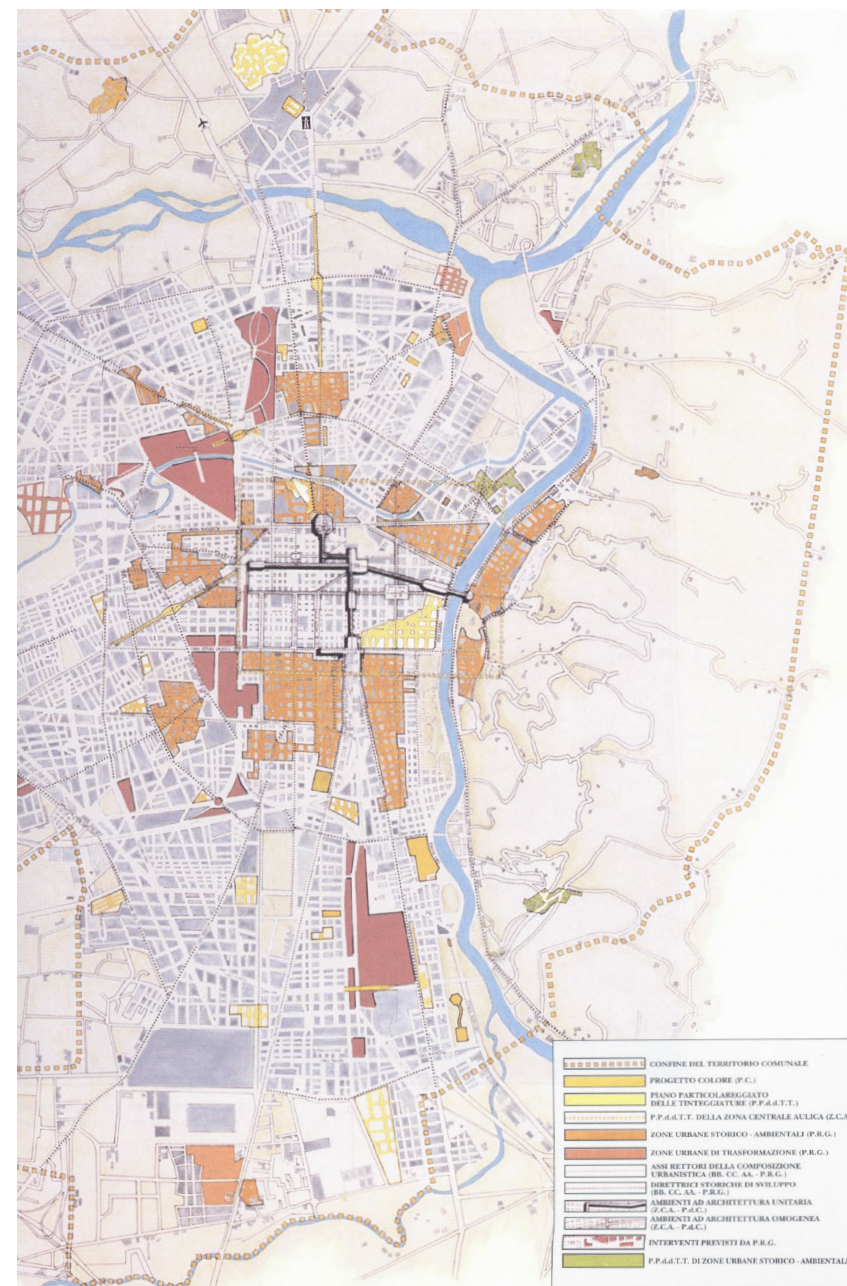 CONFINE DEL TERRITORIO COMUNALE
PROGETTO COLORE (P.C.)
PIANO PARTICOLAREGGIATO
DELLE TINTEGGIATURE (P.P.d.d.T.T.)
P.P.d.d.T.T. DELLA ZONA CENTRALE AULICA (Z.C.A
ZONE URBANE STORICO - AMBIENTALI (P.R.G.)
ZONE URBANE DI TRASFORMAZIONE (P.R.G.)
ASSI RETTORI DELLA COMPOSIZIONE
URBANISTICA (BB. CC. AA. - P.R.G.)
DIRETTRICI STORICHE DI SVILUPPO
(BB. CC. AA. - P.R.G.)
AMBIENTI AD ARCHITETTURA UNITARIA
(Z.C.A. - P.d.C.)
AMBIENTI AD ARCHITETTURA OMOGENEA
(Z.C.A. - P.d.C.)
INTERVENTI PREVISTI DA P.R.G.
P.P.d.d.T.T. DI ZONE URBANE STORICO - AMBIENTALI